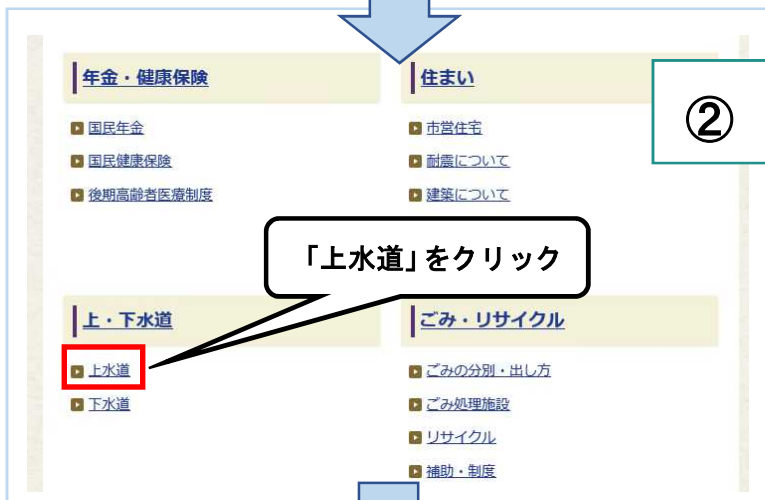 年金・健康保険
国民年金
国民健康保険
後期高齢者医療制度
住まい
市営住宅
耐震について
建築について
②
「上水道」をクリック
上・下水道
上水道
下水道
ごみ・リサイクル
ごみの分別・出し方
ごみ処理施設
リサイクル
補助・制度